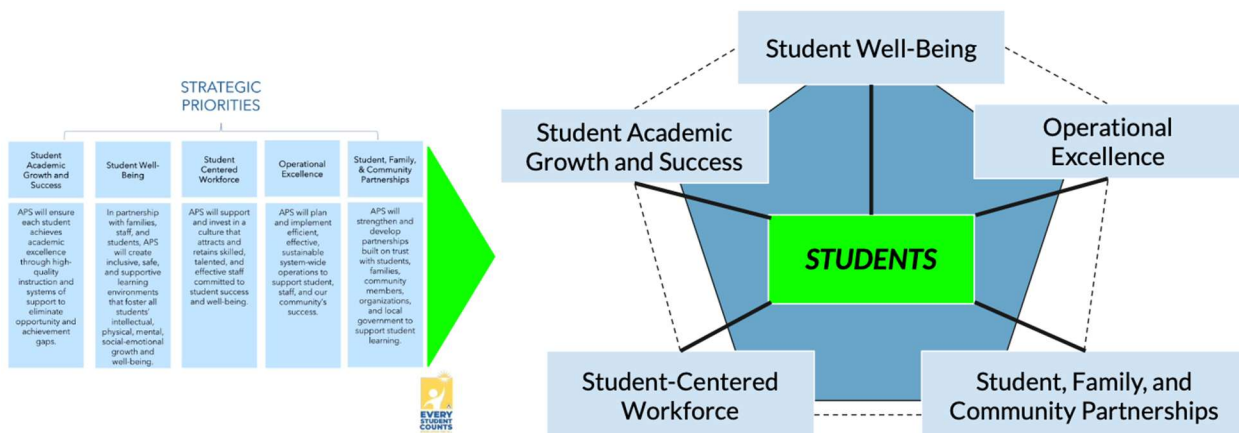 STRATEGIC
PRIORITIES
Student
Academic
Growth and
Success
APS will ensure
each student
achieves
academic
excellence
through high-
quality
instruction and
systems of
support to
eliminate
opportunity and
achievement
gaps.
Student Well-
Being
In partnership
with families,
staff, and
students, APS
will create
inclusive, safe,
and supportive
learning
environments
that foster all
students'
intellectual,
physical, mental,
social-emotional
growth and
well-being.
Student
Centered
Workforce
APS will support
and invest in a
culture that
attracts and
retains skilled,
talented, and
effective staff
committed to
student success
and well-being.
Operational
Excellence
APS will plan
and implement
efficient,
effective,
sustainable
system-wide
operations to
support student,
staff, and our
community's
success.
Student, Family,
& Community
Partnerships
APS will
strengthen and
develop
partnerships
built on trust with
students,
families,
community
members,
organizations,
and local
government to
support student
learning.
EVERY
STUDENT
COUNTS
Student Well-Being
Student Academic
Growth and Success
Operational
Excellence
STUDENTS
Student-Centered
Workforce
Student, Family, and
Community Partnerships